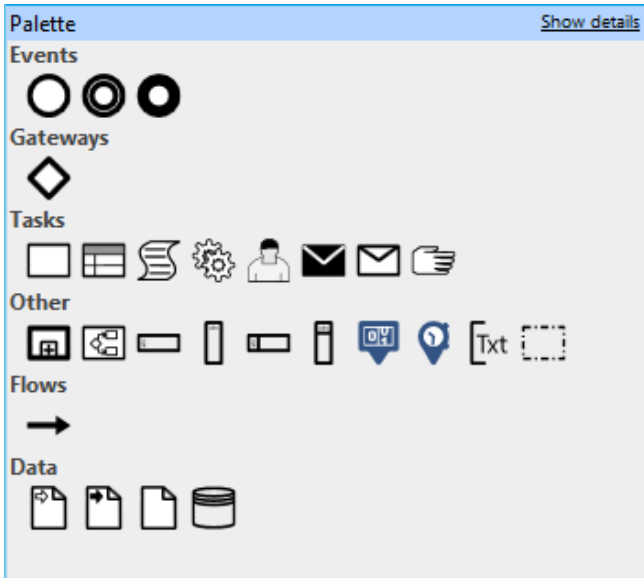 Palette Show details
Events
Gateways
Tasks
Other
Txt
Flows
Data